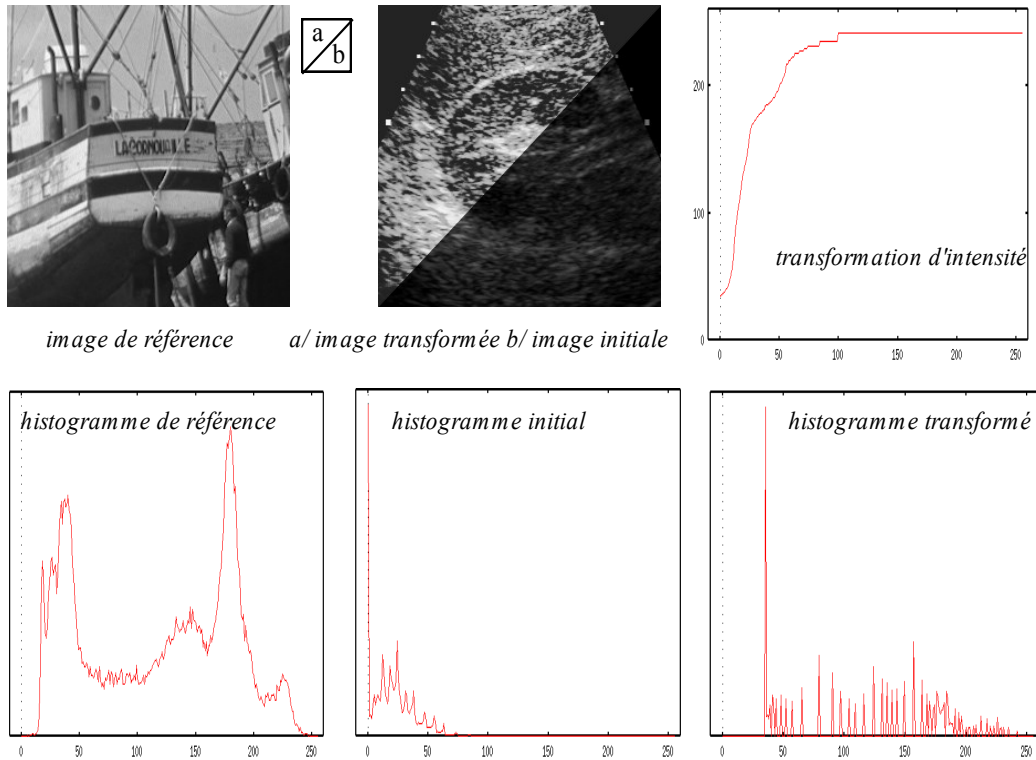 a
b
LACORNOUAILLE
image de référence
a/ image transformée b/ image initiale
200
100
0
transformation d'intensité
0 50 100 150 200 250
histogramme de référence
0 50 100 150 200 250
histogramme initial
0 50 100 150 200 250
histogramme transformé
0 50 100 150 200 250